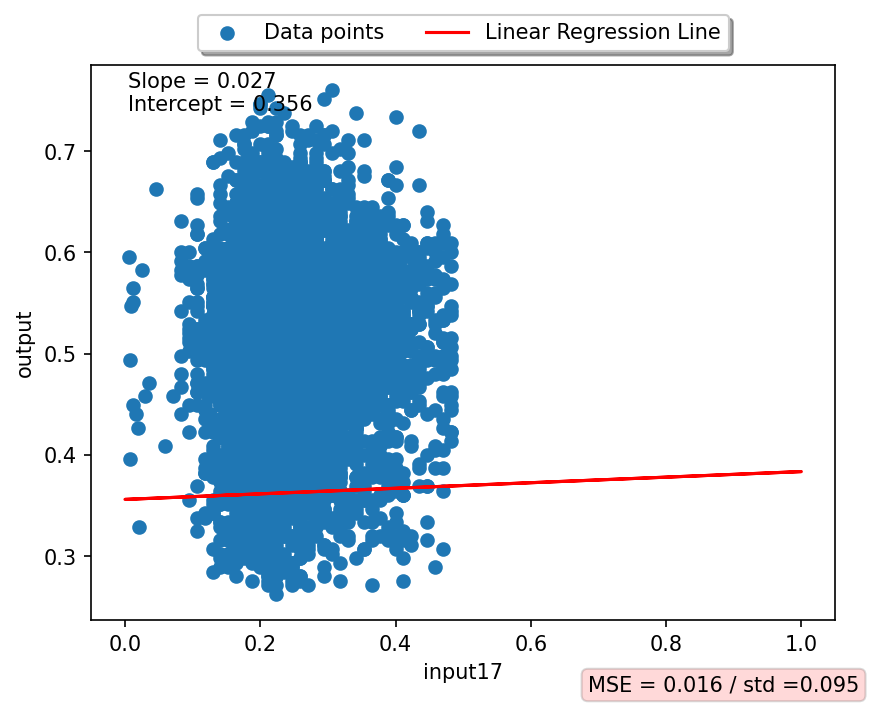 Data points
Linear Regression Line
Slope = 0.027
Intercept = 0.356
output
0.7
0.6
0.5
0.4
0.3
0.0 0.2 0.4 0.6 0.8 1.0
input17
MSE = 0.016 / std =0.095